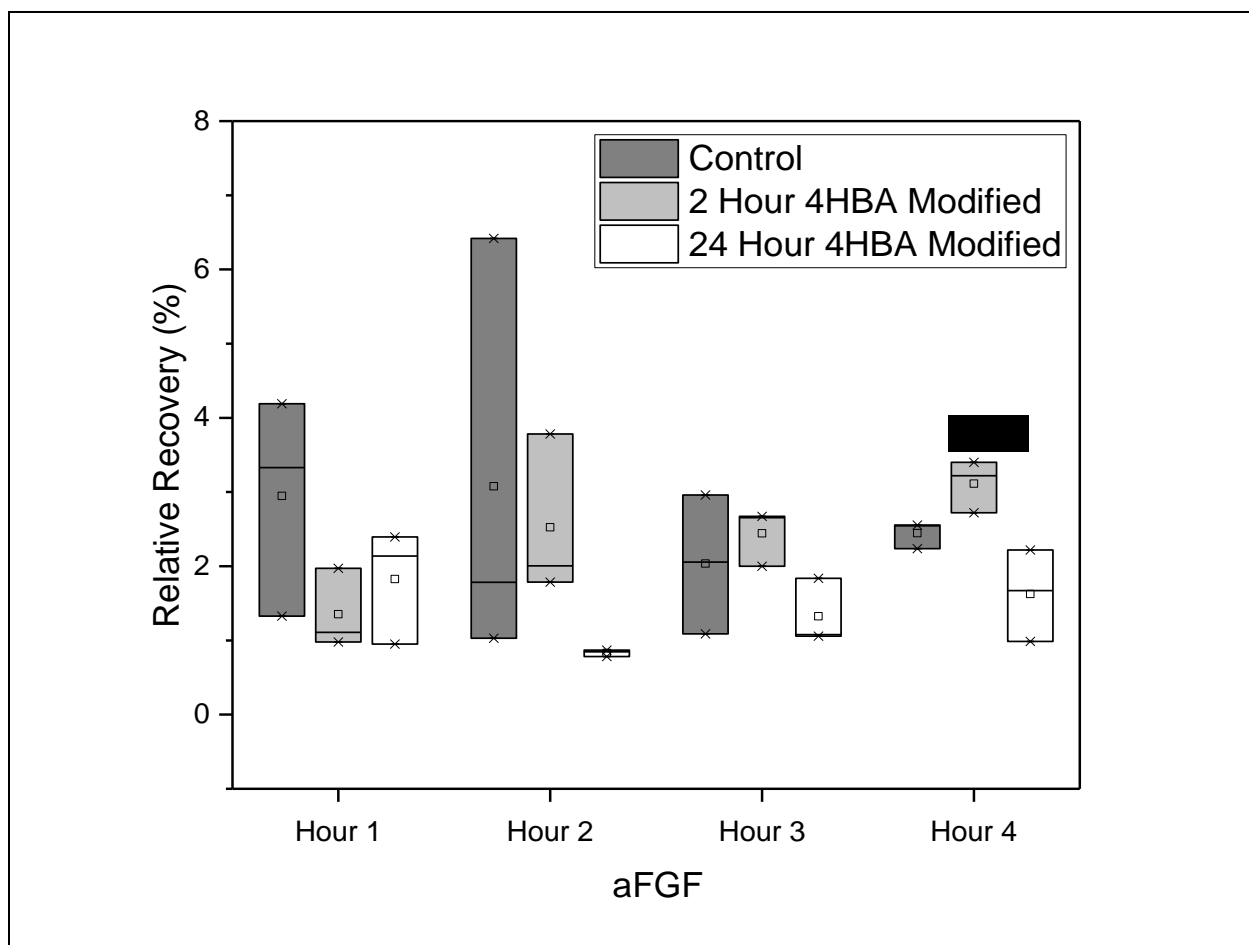 8
Control
2 Hour 4HBA Modified
24 Hour 4HBA Modified
6
Relative Recovery (%)
4
2
0
Hour 1 Hour 2 Hour 3 Hour 4
aFGF